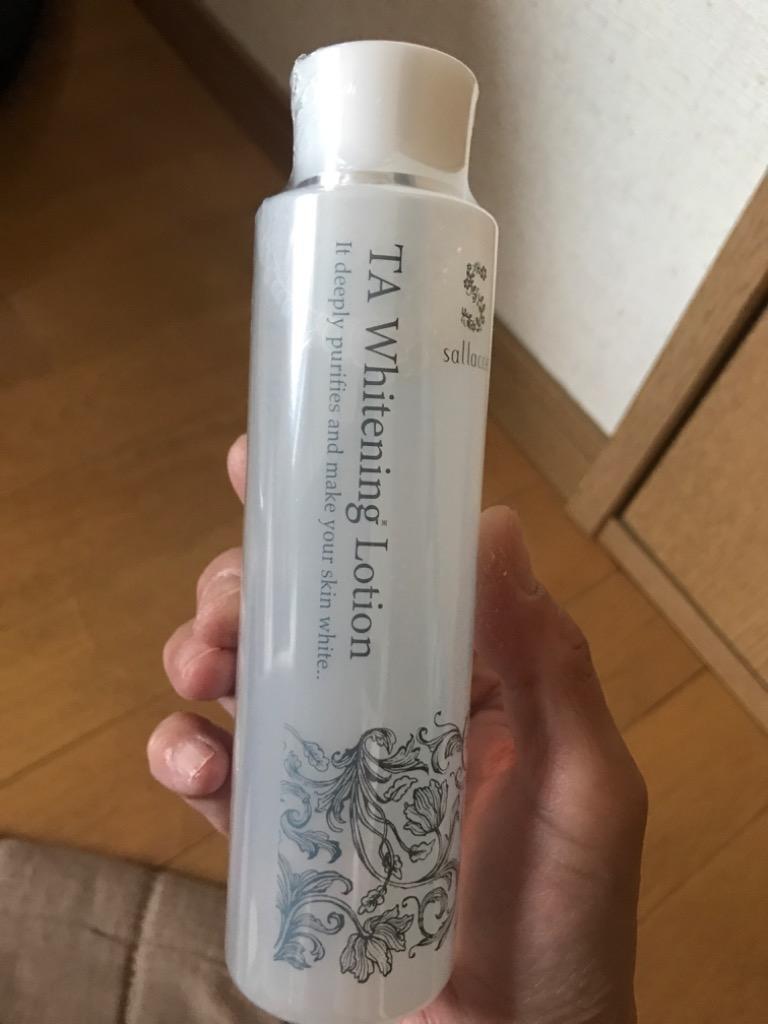 TA Whitening※ Lotion
It deeply purifies and make your skin white..